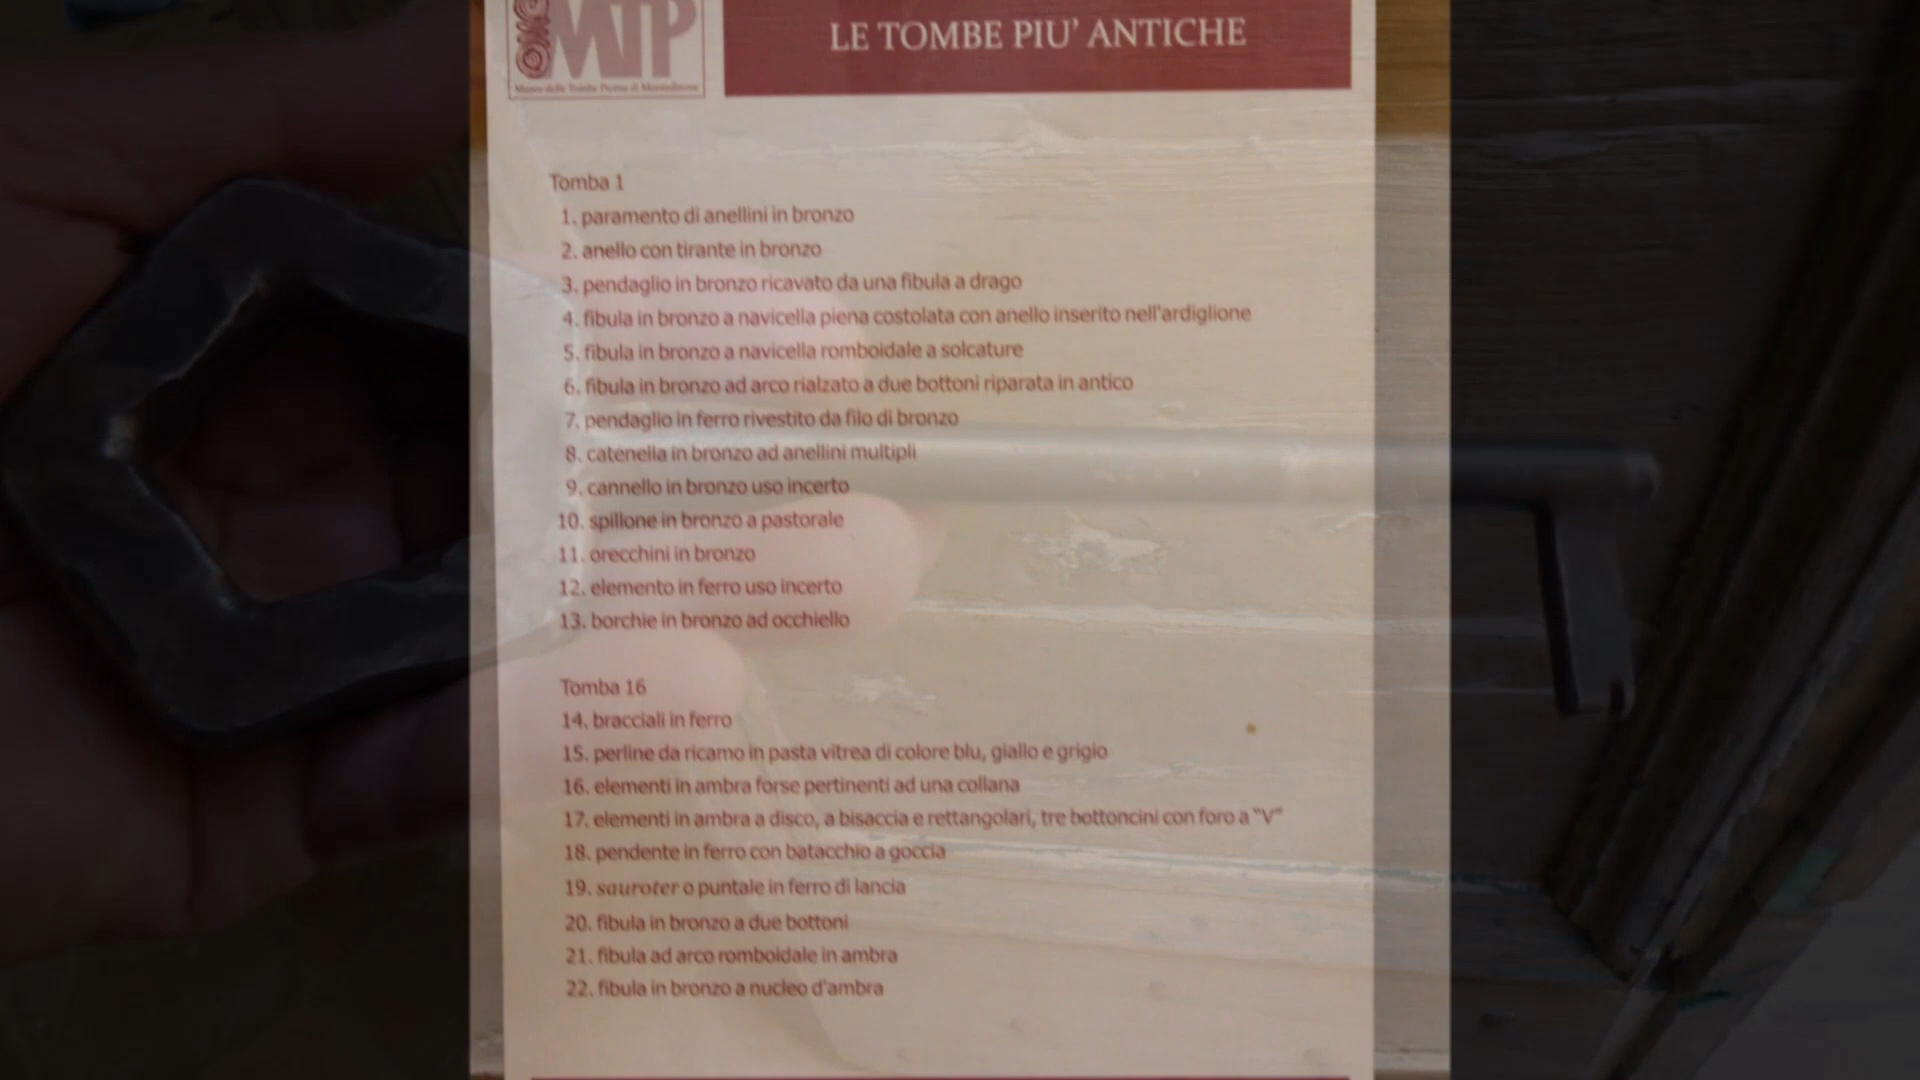 MTP
LE TOMBE PIU' ANTICHE
Museo delle Tombe Picene di
Tomba 1
1. paramento di anellini in bronzo
2. anello con tirante in bronzo
3. pendaglio in bronzo ricavato da una fibula a drago
4. fibula in bronzo a navicella piena costolata con anello inserito nell'ardiglione
5. fibula in bronzo a navicella romboidale a solcature
6. fibula in bronzo ad arco rialzato a due bottoni riparata in antico
7. pendaglio in ferro rivestito da filo di bronzo
8. catenella in bronzo ad anellini multipli
9. cannello in bronzo uso incerto
10. spillone in bronzo a pastorale
11. orecchini in bronzo
12. elemento in ferro uso incerto
13. borchie in bronzo ad occhiello
Tomba 16
14. bracciali in ferro
15. perline da ricamo in pasta vitrea di colore blu, giallo e grigio
16. elementi in ambra forse pertinenti ad una collana
17. elementi in ambra a disco, a bisaccia e rettangolari, tre bottoncini con foro a "V"
18. pendente in ferro con batacchio a goccia
19. sauroter o puntale in ferro di lancia
20. fibula in bronzo a due bottoni
21. fibula ad arco romboidale in ambra
22. fibula in bronzo a nucleo d'ambra